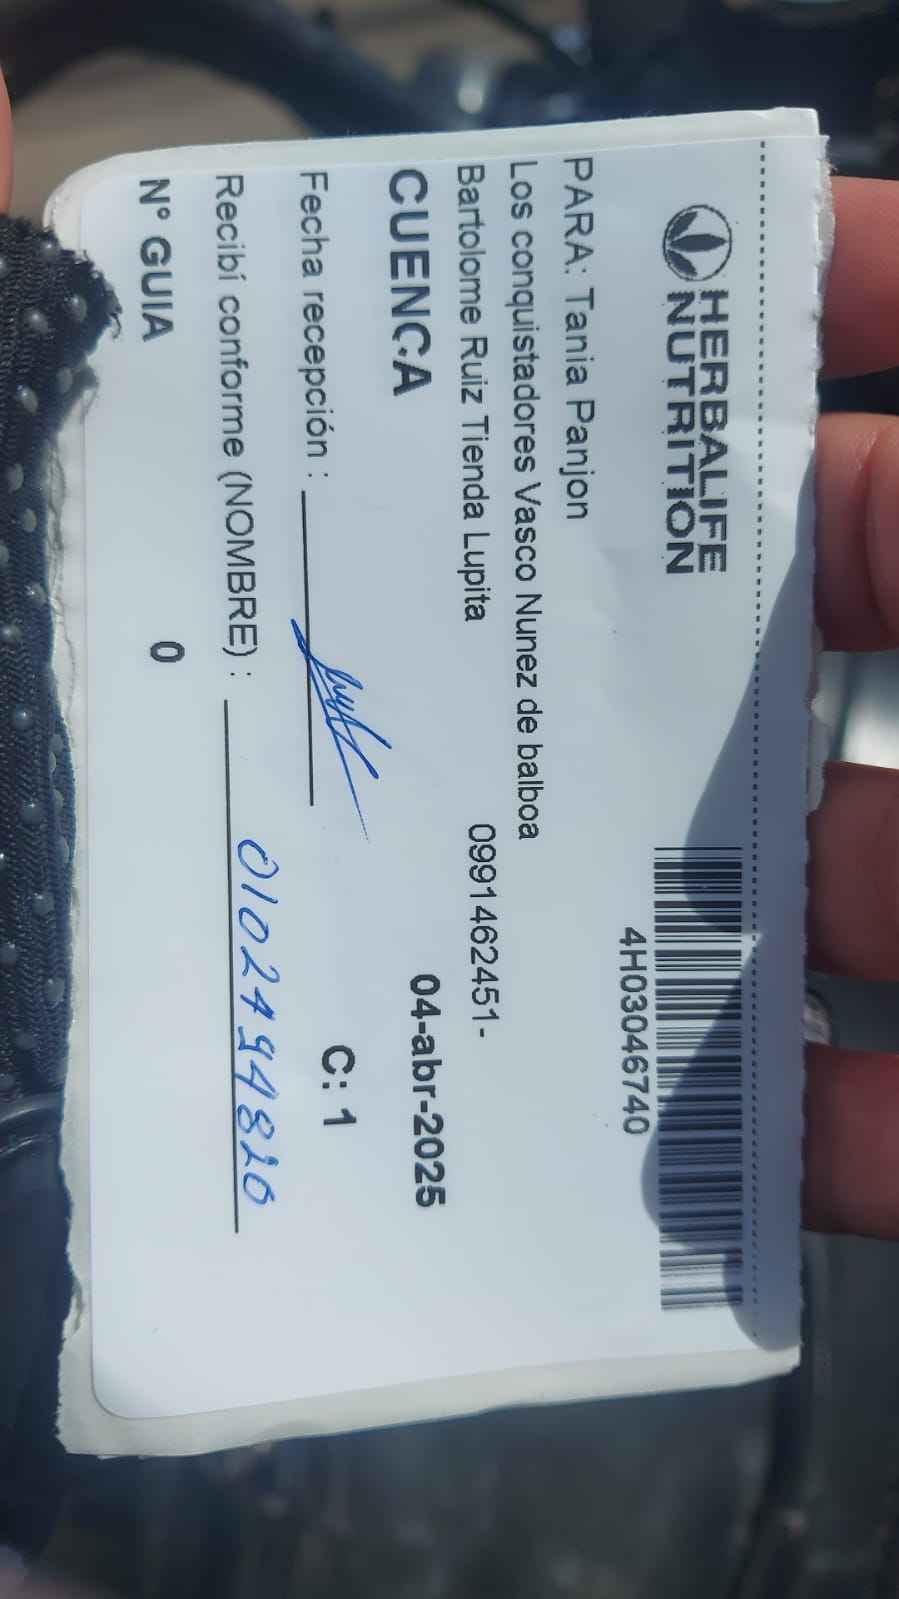 HERBALIFE
NUTRITION
4H03046740
PARA: Tania Panjon
Los conquistadores Vasco Nunez de balboa
Bartolome Ruiz Tienda Lupita
0991462451-
CUENCA
04-abr-2025
Fecha recepción :
C: 1
Recibí conforme (NOMBRE) :
N° GUIA
0